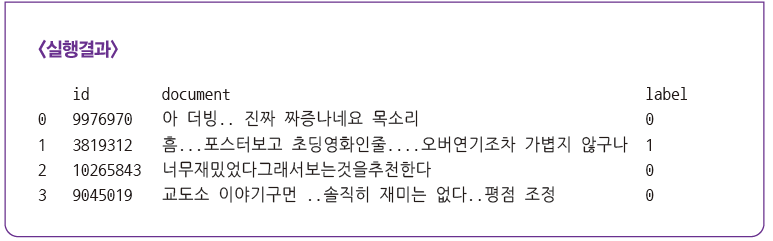 〈실행결과〉
id document label
0 9976970 아 더빙.. 진짜 짜증나네요 목소리 0
1 3819312 흠...포스터보고 초딩영화인줄....오버연기조차 가볍지 않구나 1
2 10265843 너무재밌었다그래서보는것을추천한다 0
3 9045019 교도소 이야기구먼 ..솔직히 재미는 없다..평점 조정 0